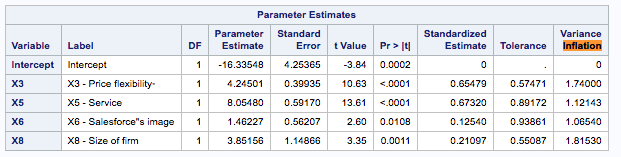 Parameter Estimates
Variable Label DF Parameter Estimate Standard Error t Value Pr > |t| Standardized Estimate Tolerance Variance Inflation
Intercept Intercept 1 -16.33548 4.25365 -3.84 0.0002 0 . 0
X3 X3 - Price flexibility- 1 4.24501 0.39935 10.63 <.0001 0.65479 0.57471 1.74000
X5 X5 - Service 1 8.05480 0.59170 13.61 <.0001 0.67320 0.89172 1.12143
X6 X6 - Salesforce"s image 1 1.46227 0.56207 2.60 0.0108 0.12540 0.93861 1.06540
X8 X8 - Size of firm 1 3.85156 1.14866 3.35 0.0011 0.21097 0.55087 1.81530